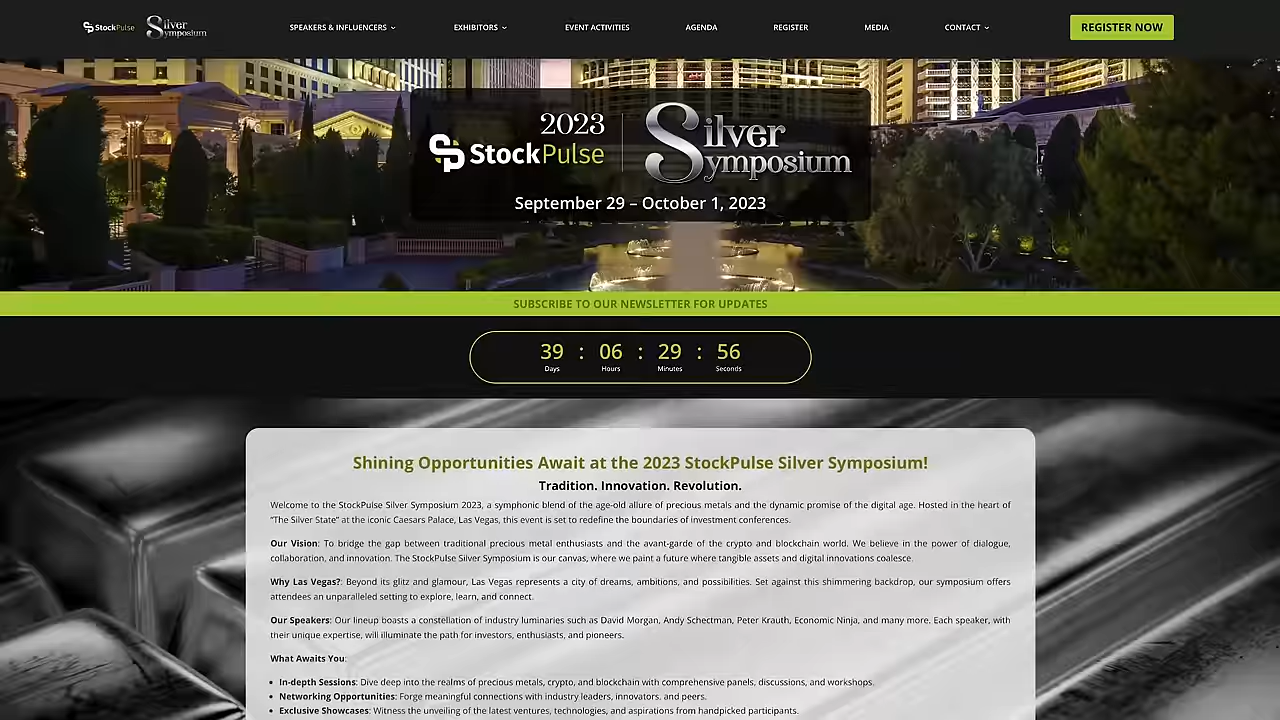 StockPulse Silver Symposium SPEAKERS & INFLUENCERS EXHIBITORS EVENT ACTIVITIES AGENDA REGISTER MEDIA CONTACT REGISTER NOW
2023
StockPulse
Silver Symposium
September 29 – October 1, 2023
SUBSCRIBE TO OUR NEWSLETTER FOR UPDATES
39 : 06 : 29 : 56
Days Hours Minutes Seconds
Shining Opportunities Await at the 2023 StockPulse Silver Symposium!
Tradition. Innovation. Revolution.
Welcome to the StockPulse Silver Symposium 2023, a symphonic blend of the age-old allure of precious metals and the dynamic promise of the digital age. Hosted in the heart of
“The Silver State” at the iconic Caesars Palace, Las Vegas, this event is set to redefine the boundaries of investment conferences.
Our Vision: To bridge the gap between traditional precious metal enthusiasts and the avant-garde of the crypto and blockchain world. We believe in the power of dialogue,
collaboration, and innovation. The StockPulse Silver Symposium is our canvas, where we paint a future where tangible assets and digital innovations coalesce.
Why Las Vegas?: Beyond its glitz and glamour, Las Vegas represents a city of dreams, ambitions, and possibilities. Set against this shimmering backdrop, our symposium offers
attendees an unparalleled setting to explore, learn, and connect.
Our Speakers: Our lineup boasts a constellation of industry luminaries such as David Morgan, Andy Schectman, Peter Krauth, Economic Ninja, and many more. Each speaker, with
their unique expertise, will illuminate the path for investors, enthusiasts, and pioneers.
What Awaits You:
• In-depth Sessions: Dive deep into the realms of precious metals, crypto, and blockchain with comprehensive panels, discussions, and workshops.
• Networking Opportunities: Forge meaningful connections with industry leaders, innovators, and peers.
• Exclusive Showcases: Witness the unveiling of the latest ventures, technologies, and aspirations from handpicked participants.